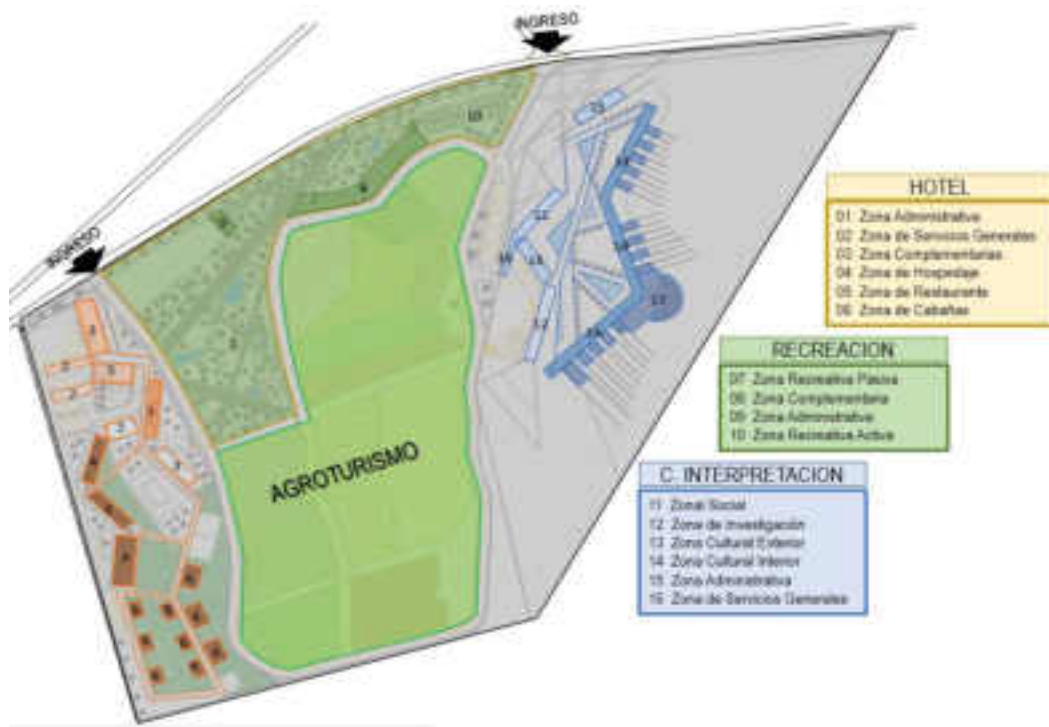 INGRESO
INGRESO
AGROTURISMO
HOTEL
01 Zona Administrativa
02 Zona de Servicios Generales
03 Zona Complementarias
04 Zona de Hospedaje
05 Zona de Restaurante
06 Zona de Cabañas
RECREACION
07 Zona Recreativa Pasiva
08 Zona Complementaria
09 Zona Administrativa
10 Zona Recreativa Activa
C. INTERPRETACION
11 Zonal Social
12 Zona de Investigación
13 Zona Cultural Exterior
14 Zona Cultural Interior
15 Zona Administrativa
16 Zona de Servicios Generales